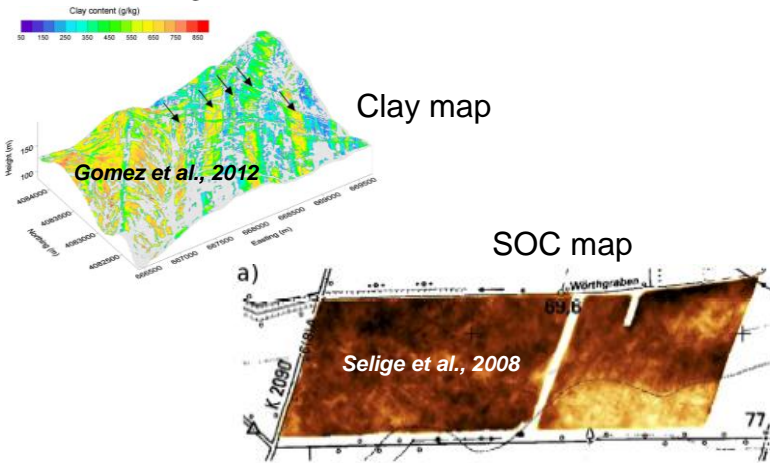 Clay content (g/kg)
50 150 250 350 450 650 750 850
Clay map
Height (m)
150
100
Gomez et al., 2012
4084000
4083500
4083000
4082500
Northing (m)
666500 667000 667500 668000 668500 669000 669500
Easting (m)
SOC map
a)
Wörthgraben
69,6
Selige et al., 2008
K 2090
77